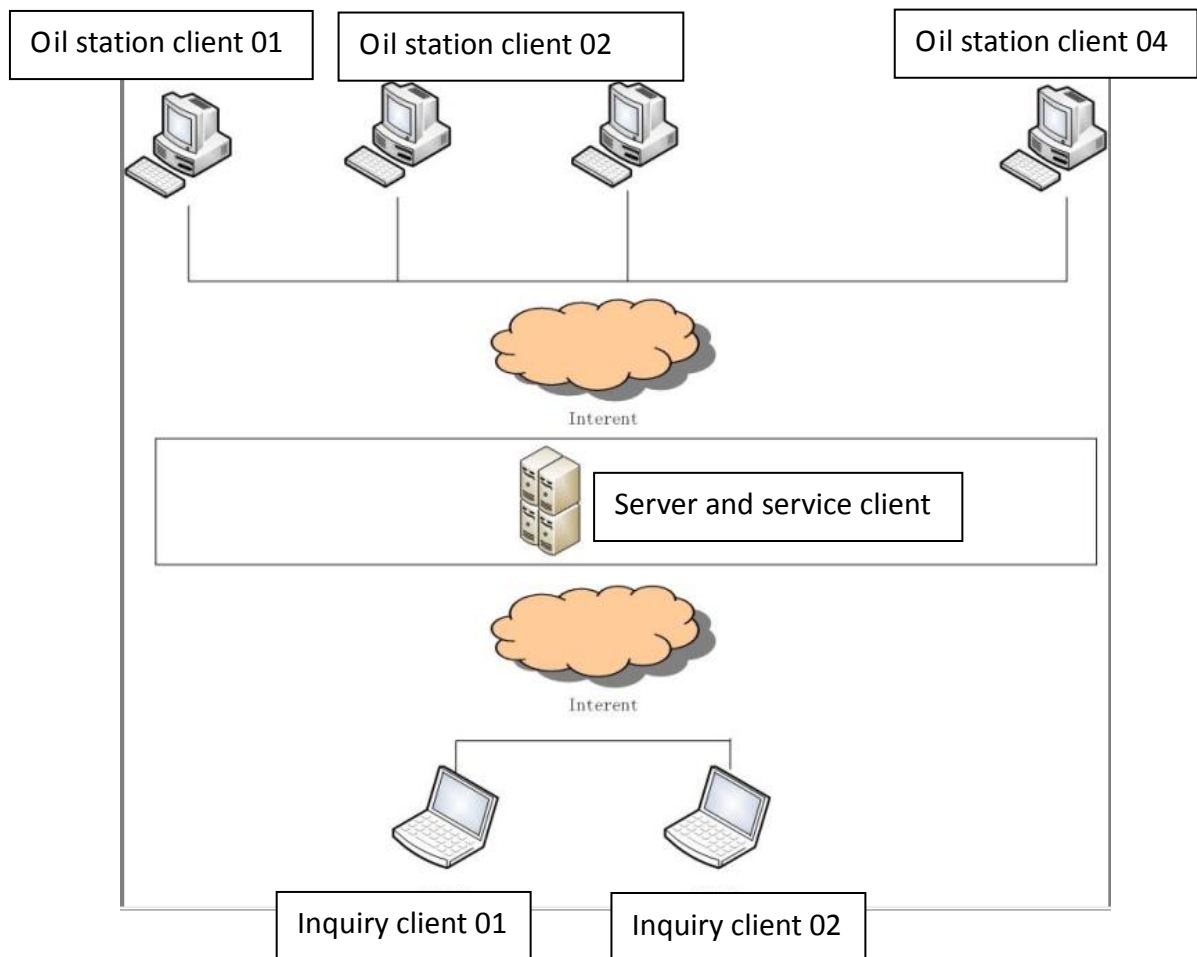 Oil station client 01
Oil station client 02
Oil station client 04
Interent
Server and service client
Interent
Inquiry client 01
Inquiry client 02